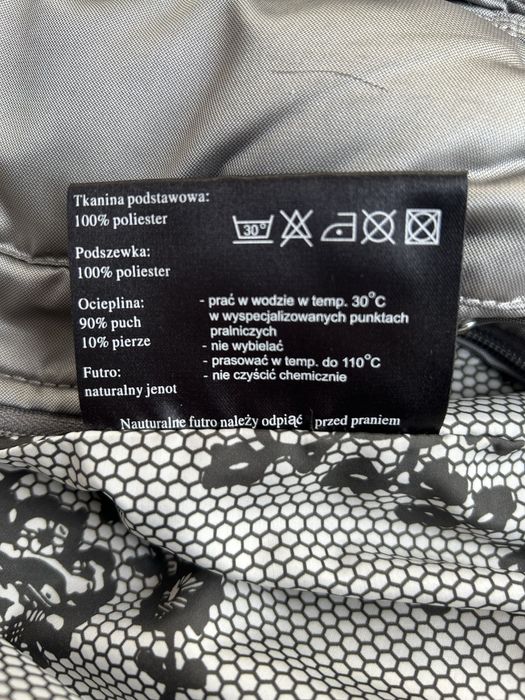 Tkanina podstawowa:
100% poliester
Podszewka:
100% poliester
Ocieplina:
90% puch
10% pierze
Futro:
naturalny jenot
30°
- prać w wodzie w temp. 30°C
w wyspecjalizowanych punktach
pralniczych
- nie wybielać
- prasować w temp. do 110°C
- nie czyścić chemicznie
Nauturalne futro należy odpiąć przed praniem